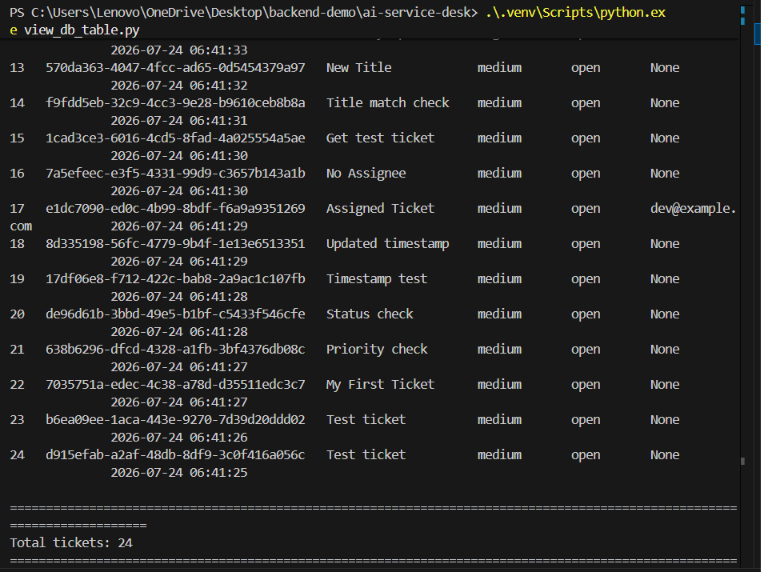 PS C:\Users\Lenovo\OneDrive\Desktop\backend-demo\ai-service-desk> .\.venv\Scripts\python.ex
e view_db_table.py
2026-07-24 06:41:33
13 570da363-4047-4fcc-ad65-0d5454379a97 New Title medium open None
2026-07-24 06:41:32
14 f9fdd5eb-32c9-4cc3-9e28-b9610ceb8b8a Title match check medium open None
2026-07-24 06:41:31
15 1cad3ce3-6016-4cd5-8fad-4a025554a5ae Get test ticket medium open None
2026-07-24 06:41:30
16 7a5efeec-e3f5-4331-99d9-c3657b143a1b No Assignee medium open None
2026-07-24 06:41:30
17 e1dc7090-ed0c-4b99-8bdf-f6a9a9351269 Assigned Ticket medium open dev@example.
com 2026-07-24 06:41:29
18 8d335198-56fc-4779-9b4f-1e13e6513351 Updated timestamp medium open None
2026-07-24 06:41:29
19 17df06e8-f712-422c-bab8-2a9ac1c107fb Timestamp test medium open None
2026-07-24 06:41:28
20 de96d61b-3bbd-49e5-b1bf-c5433f546cfe Status check medium open None
2026-07-24 06:41:28
21 638b6296-dfcd-4328-a1fb-3bf4376db08c Priority check medium open None
2026-07-24 06:41:27
22 7035751a-edec-4c38-a78d-d35511edc3c7 My First Ticket medium open None
2026-07-24 06:41:27
23 b6ea09ee-1aca-443e-9270-7d39d20ddd02 Test ticket medium open None
2026-07-24 06:41:26
24 d915efab-a2af-48db-8df9-3c0f416a056c Test ticket medium open None
2026-07-24 06:41:25
=====================================================================================================
===================
Total tickets: 24
=====================================================================================================